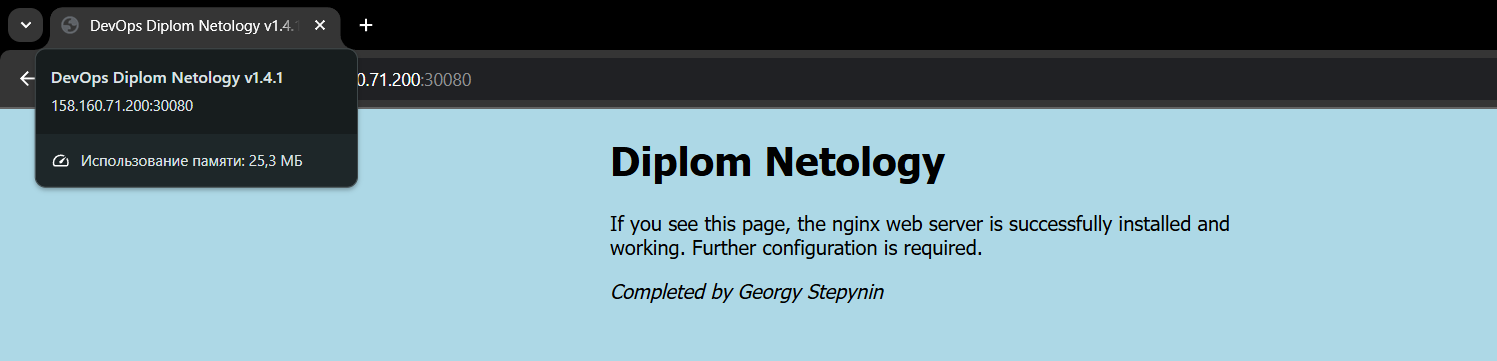 DevOps Diplom Netology v1.4.1
DevOps Diplom Netology v1.4.1
158.160.71.200:30080
0.71.200:30080
Использование памяти: 25,3 МБ
Diplom Netology
If you see this page, the nginx web server is successfully installed and
working. Further configuration is required.
Completed by Georgy Stepynin